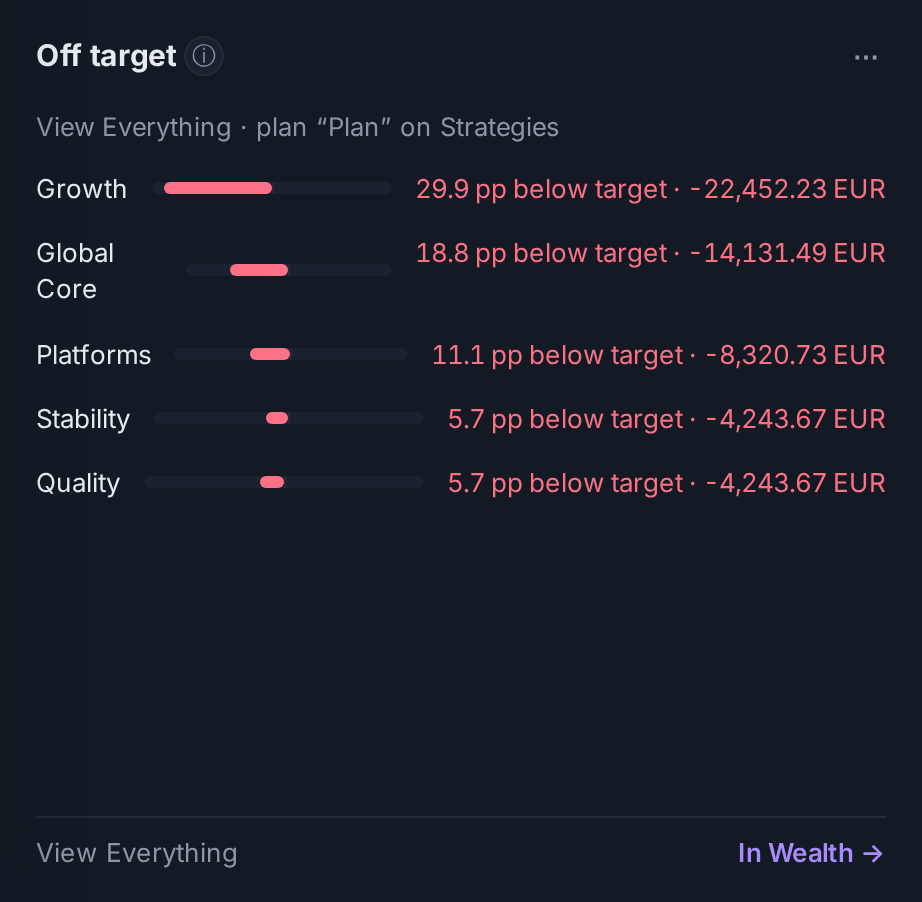 Off target ⓘ ...
View Everything · plan “Plan” on Strategies
Growth 29.9 pp below target · -22,452.23 EUR
Global 18.8 pp below target · -14,131.49 EUR
Core
Platforms 11.1 pp below target · -8,320.73 EUR
Stability 5.7 pp below target · -4,243.67 EUR
Quality 5.7 pp below target · -4,243.67 EUR
View Everything In Wealth →